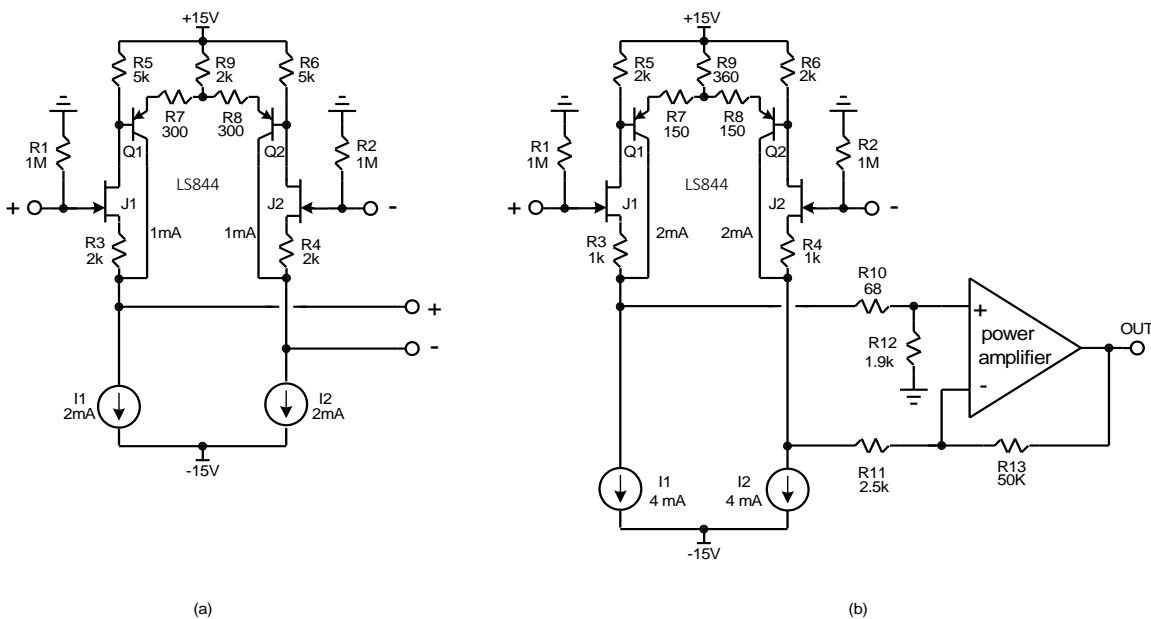 +15V
R5
5k
R9
2k
R6
5k
R7
300
R8
300
R1
1M
Q1
Q2
R2
1M
LS844
+
J1
J2
-
1mA
1mA
R3
2k
R4
2k
+
-
I1
2mA
I2
2mA
-15V
(a)
+15V
R5
2k
R9
360
R6
2k
R7
150
R8
150
R1
1M
Q1
Q2
R2
1M
LS844
+
J1
J2
-
2mA
2mA
R3
1k
R4
1k
R10
68
R12
1.9k
+
power
amplifier
-
OUT
R11
2.5k
R13
50K
I1
4 mA
I2
4 mA
-15V
(b)